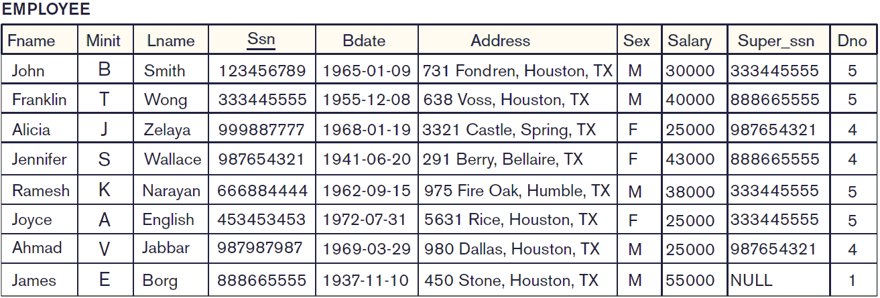 EMPLOYEE
Fname Minit Lname Ssn Bdate Address Sex Salary Super_ssn Dno
John B Smith 123456789 1965-01-09 731 Fondren, Houston, TX M 30000 333445555 5
Franklin T Wong 333445555 1955-12-08 638 Voss, Houston, TX M 40000 888665555 5
Alicia J Zelaya 999887777 1968-01-19 3321 Castle, Spring, TX F 25000 987654321 4
Jennifer S Wallace 987654321 1941-06-20 291 Berry, Bellaire, TX F 43000 888665555 4
Ramesh K Narayan 666884444 1962-09-15 975 Fire Oak, Humble, TX M 38000 333445555 5
Joyce A English 453453453 1972-07-31 5631 Rice, Houston, TX F 25000 333445555 5
Ahmad V Jabbar 987987987 1969-03-29 980 Dallas, Houston, TX M 25000 987654321 4
James E Borg 888665555 1937-11-10 450 Stone, Houston, TX M 55000 NULL 1